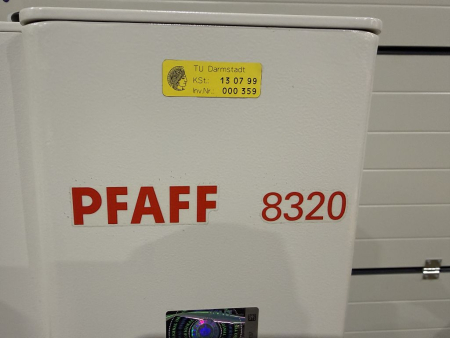 TU Darmstadt
KSt.: 13 07 99
Inv.Nr.: 000 359
PFAFF 8320